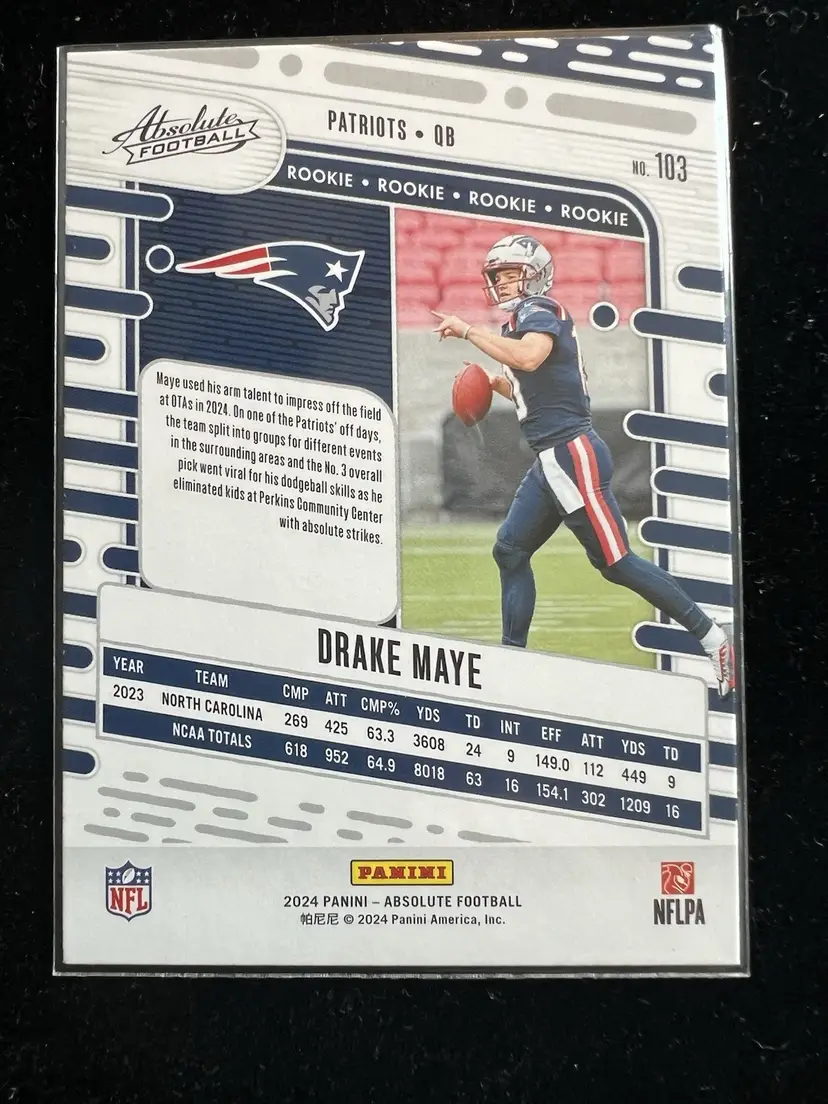 Absolute
FOOTBALL
PATRIOTS • QB
NO. 103
ROOKIE • ROOKIE • ROOKIE • ROOKIE
Maye used his arm talent to impress off the field
at OTAs in 2024. On one of the Patriots' off days,
the team split into groups for different events
in the surrounding areas and the No. 3 overall
pick went viral for his dodgeball skills as he
eliminated kids at Perkins Community Center
with absolute strikes.
DRAKE MAYE
YEAR TEAM CMP ATT CMP% YDS TD INT EFF ATT YDS TD
2023 NORTH CAROLINA 269 425 63.3 3608 24 9 149.0 112 449 9
NCAA TOTALS 618 952 64.9 8018 63 16 154.1 302 1209 16
NFL
PANINI
NFLPA
2024 PANINI – ABSOLUTE FOOTBALL
帕尼尼 © 2024 Panini America, Inc.